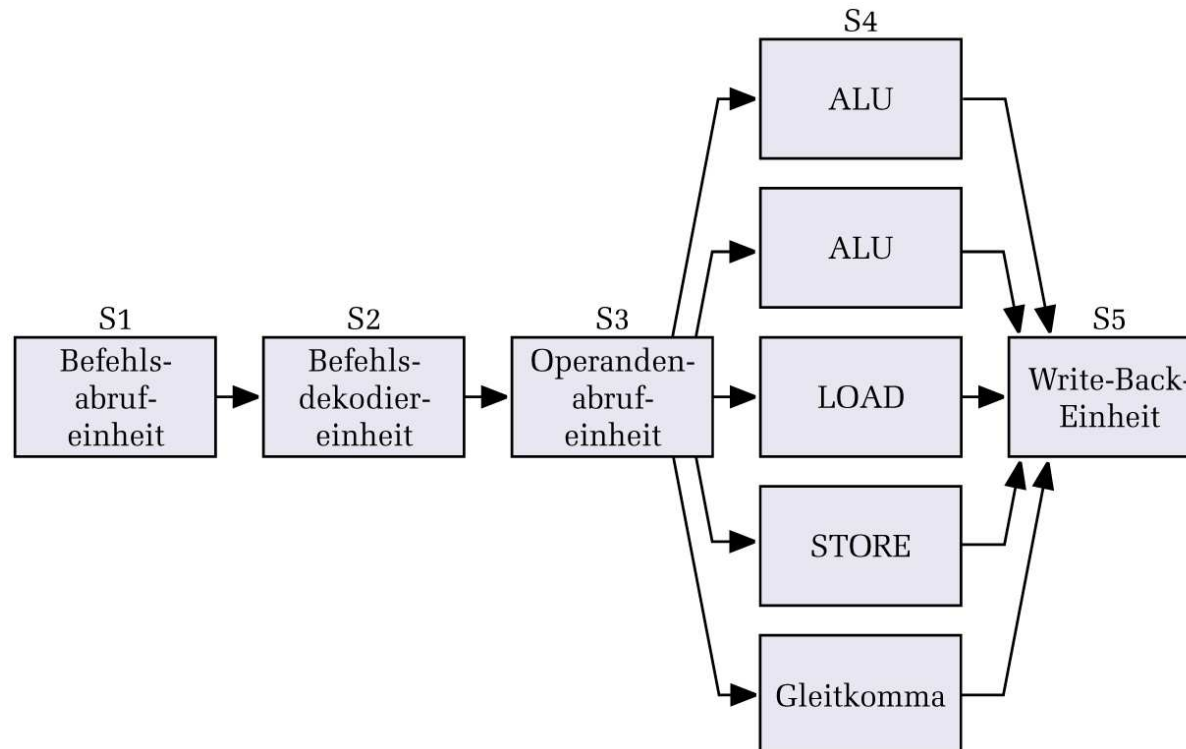 S4
ALU
ALU
S1
Befehls-
abruf-
einheit
S2
Befehls-
dekodier-
einheit
S3
Operanden-
abruf-
einheit
LOAD
S5
Write-Back-
Einheit
STORE
Gleitkomma